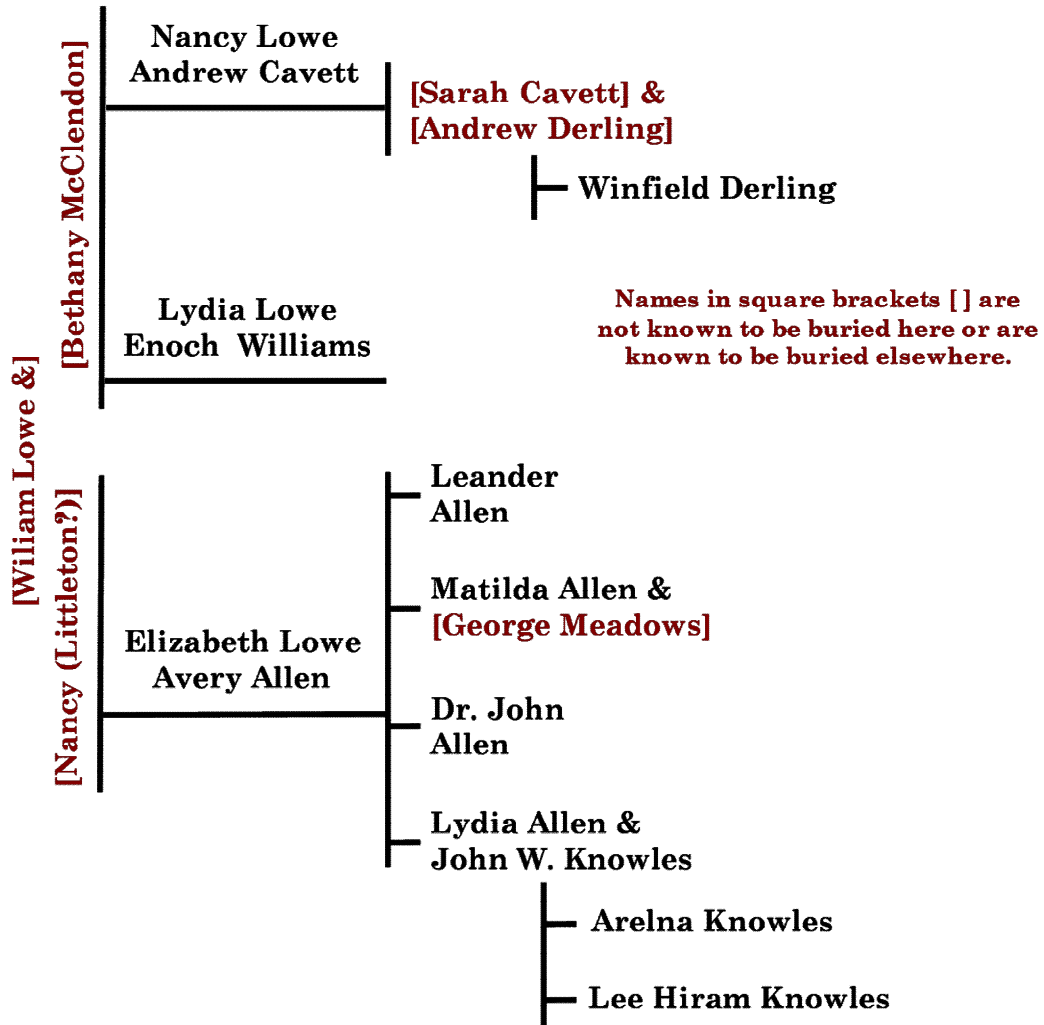 [Wiliam Lowe &]
[Bethany McClendon]
Nancy Lowe
Andrew Cavett
[Sarah Cavett] &
[Andrew Derling]
Winfield Derling
Lydia Lowe
Enoch Williams
Names in square brackets [ ] are
not known to be buried here or are
known to be buried elsewhere.
[Nancy (Littleton?)]
Elizabeth Lowe
Avery Allen
Leander
Allen
Matilda Allen &
[George Meadows]
Dr. John
Allen
Lydia Allen &
John W. Knowles
Arelna Knowles
Lee Hiram Knowles